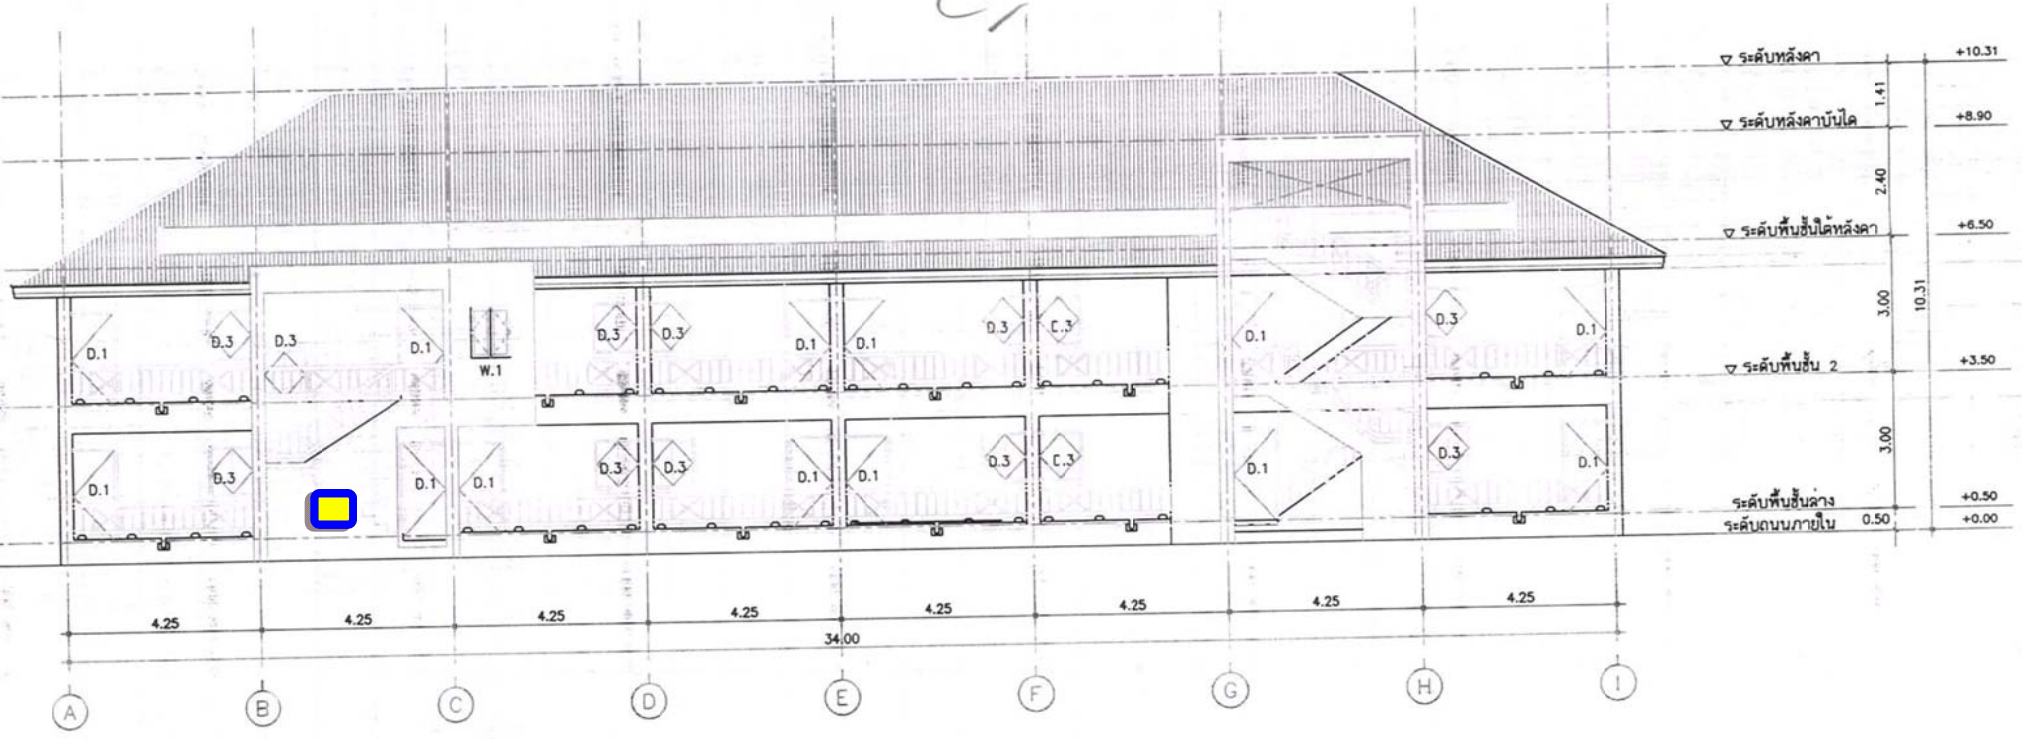 ▽ ระดับหลังคา +10.31
1.41
▽ ระดับหลังคาบันได +8.90
2.40
▽ ระดับพื้นชั้นใต้หลังคา +6.50
3.00
10.31
▽ ระดับพื้นชั้น 2 +3.50
3.00
ระดับพื้นชั้นล่าง +0.50
ระดับถนนภายใน 0.50 +0.00
D.1 D.3 D.3 D.1 W.1 D.3 D.3 D.1 D.1 D.3 D.1 D.3 D.1
D.1 D.3 D.1 D.1 D.3 D.3 D.1 D.1 D.3 D.1 D.3 D.1
4.25 4.25 4.25 4.25 4.25 4.25 4.25 4.25
34.00
A B C D E F G H I